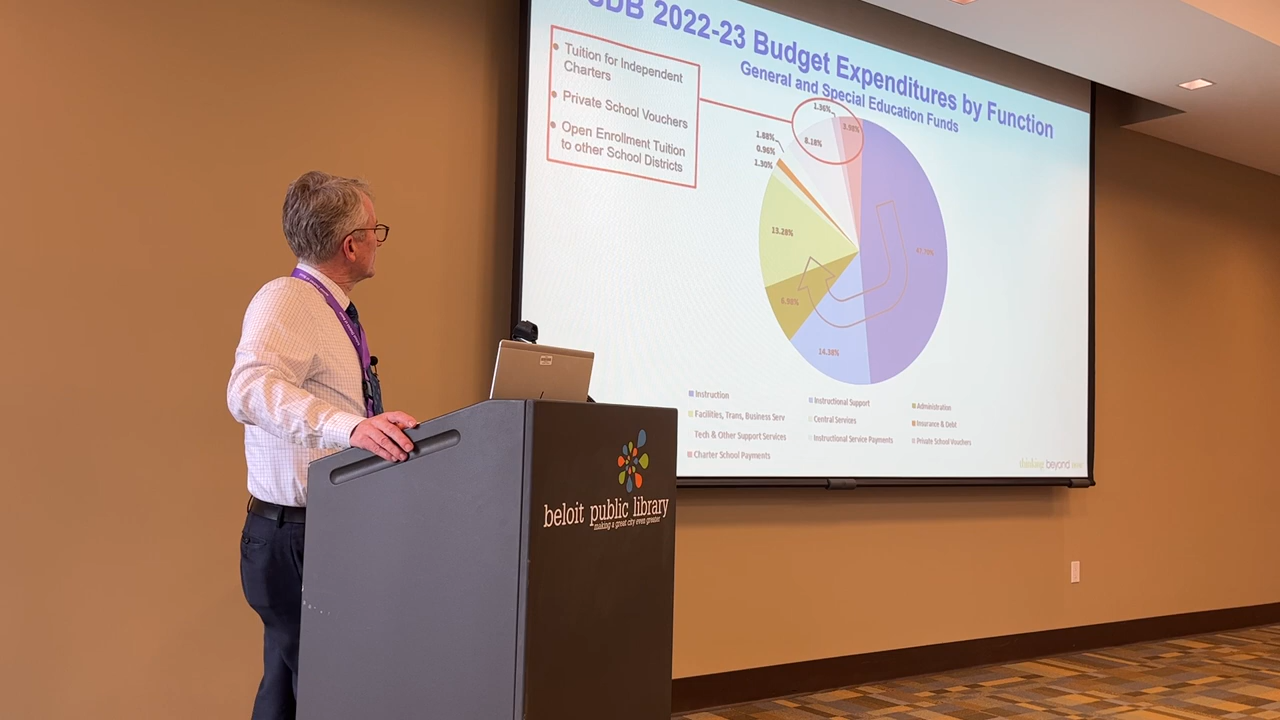 SDB 2022-23 Budget Expenditures by Function
General and Special Education Funds
• Tuition for Independent
Charters
• Private School Vouchers
• Open Enrollment Tuition
to other School Districts
1.36%
3.98%
8.18%
1.88%
0.96%
1.30%
13.28%
6.98%
14.38%
Instruction
Instructional Support
Administration
Facilities, Trans, Business Serv
Central Services
Insurance & Debt
Tech & Other Support Services
Instructional Service Payments
Private School Vouchers
Charter School Payments
thinking beyond
beloit public library
making a great city even greater